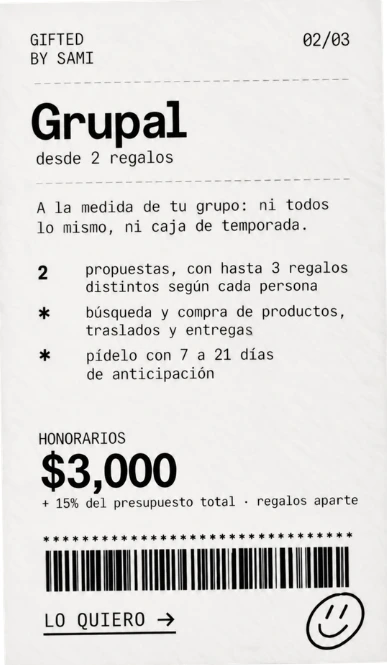 GIFTED
BY SAMI
02/03
Grupal
desde 2 regalos
A la medida de tu grupo: ni todos
lo mismo, ni caja de temporada.
2 propuestas, con hasta 3 regalos
distintos según cada persona
* búsqueda y compra de productos,
traslados y entregas
* pídelo con 7 a 21 días
de anticipación
HONORARIOS
$3,000
+ 15% del presupuesto total · regalos aparte
***********************************
LO QUIERO →